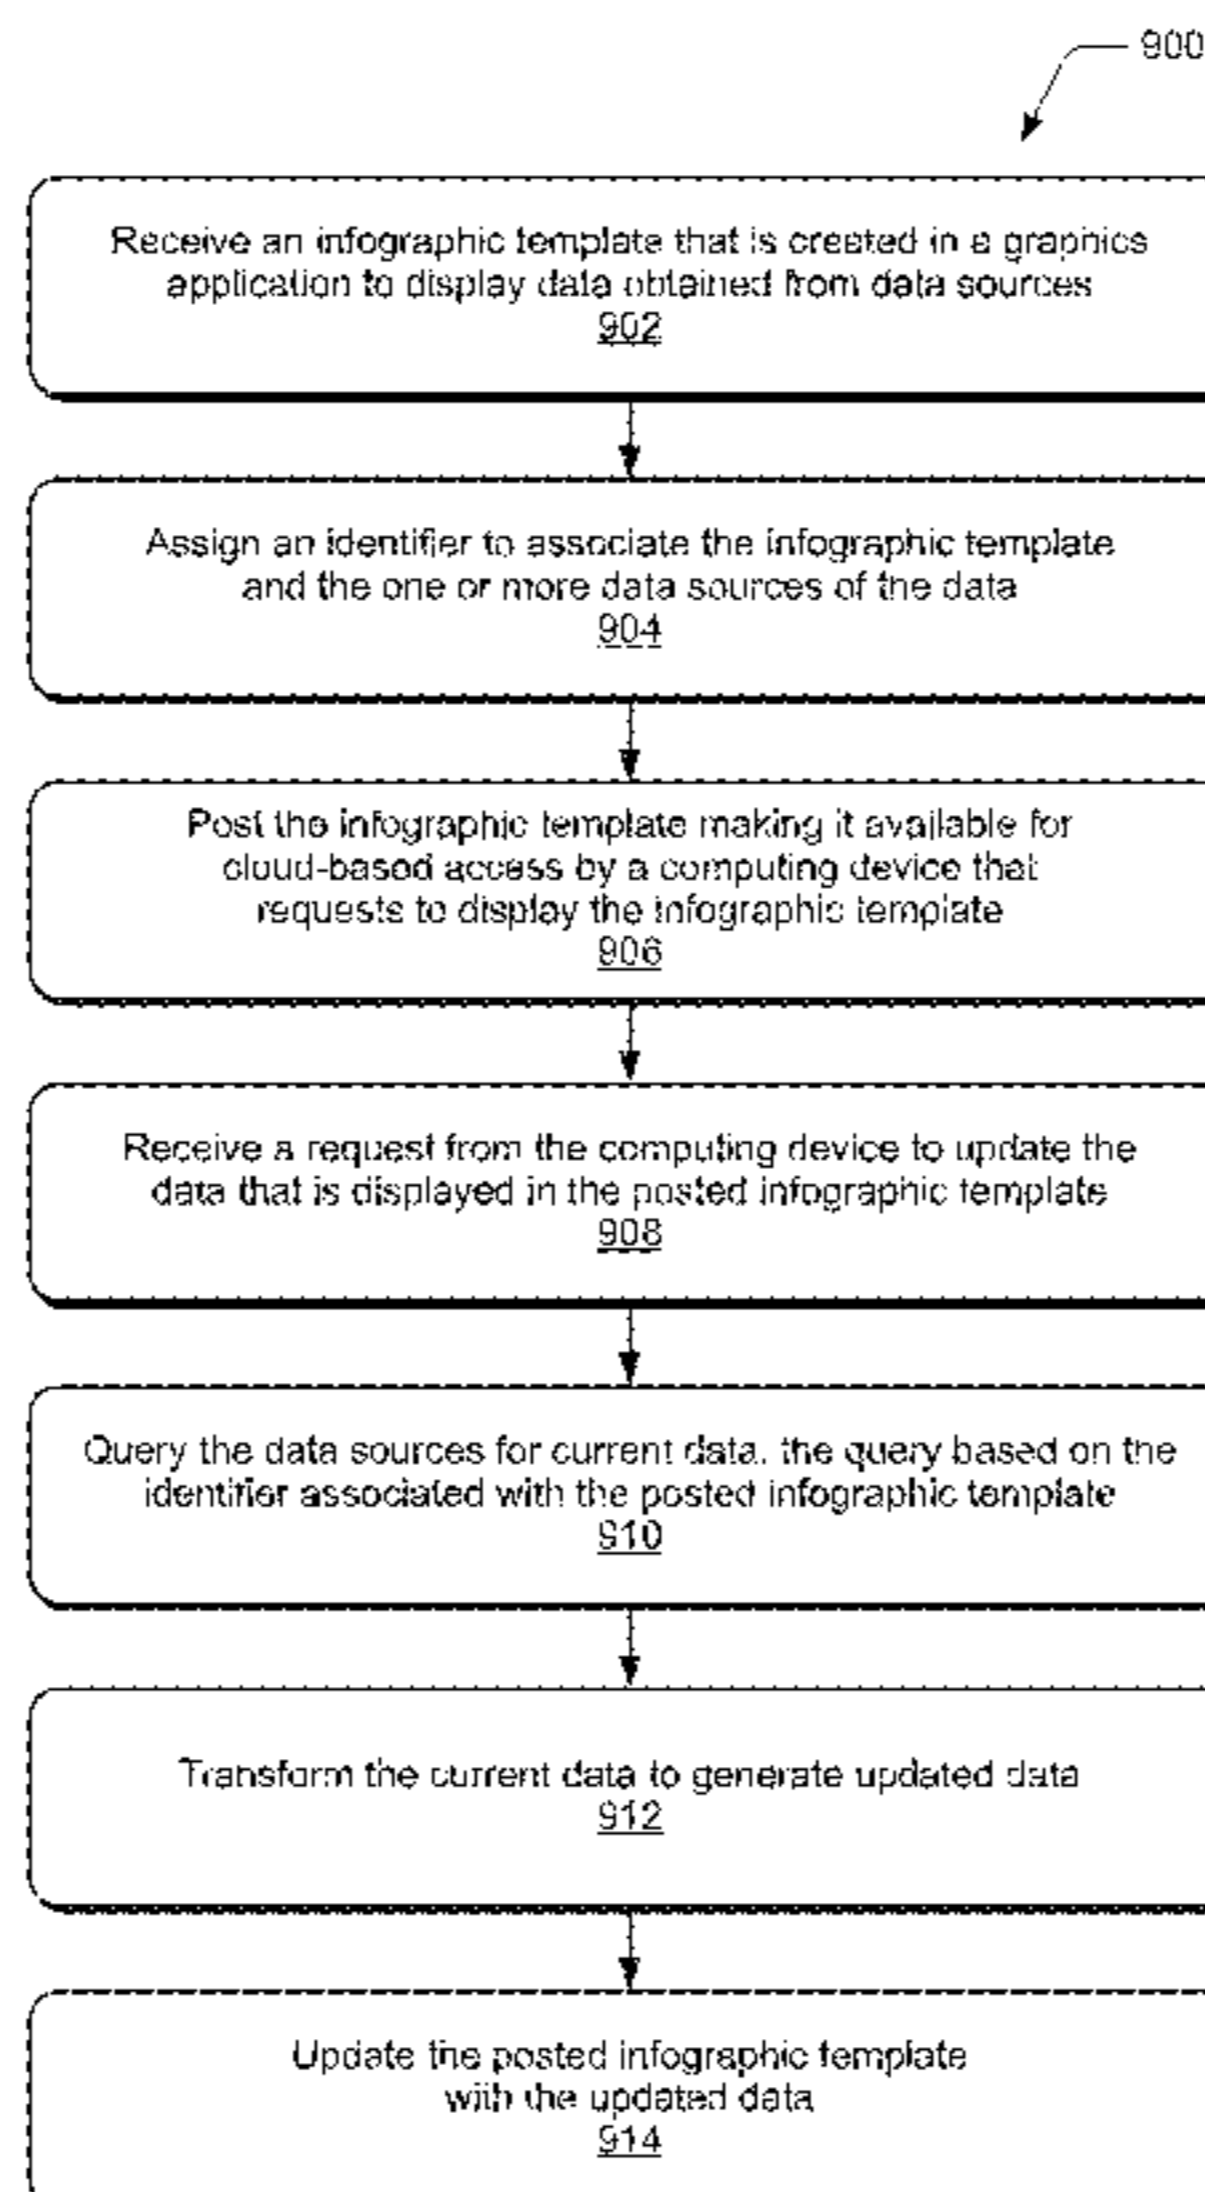 900
Receive an infographic template that is created in a graphics
application to display data obtained from data sources
902
Assign an identifier to associate the infographic template
and the one or more data sources of the data
904
Post the infographic template making it available for
cloud-based access by a computing device that
requests to display the infographic template
906
Receive a request from the computing device to update the
data that is displayed in the posted infographic template
908
Query the data sources for current data, the query based on the
identifier associated with the posted infographic template
910
Transform the current data to generate updated data
912
Update the posted infographic template
with the updated data
914